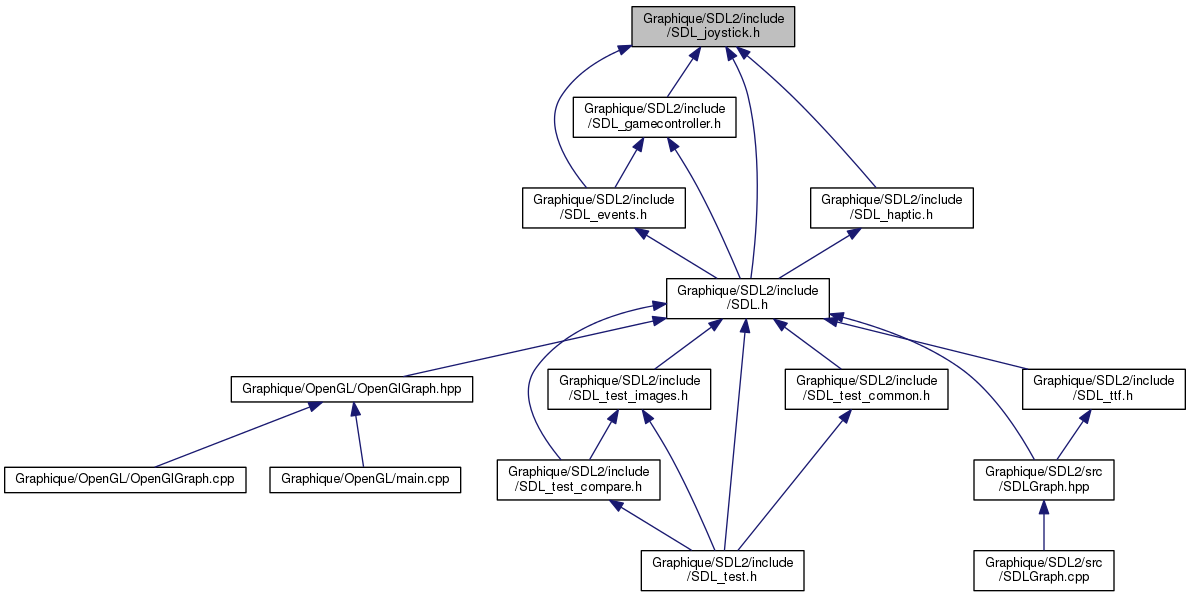 Graphique/SDL2/include
/SDL_joystick.h
Graphique/SDL2/include
/SDL_gamecontroller.h
Graphique/SDL2/include
/SDL_events.h
Graphique/SDL2/include
/SDL_haptic.h
Graphique/SDL2/include
/SDL.h
Graphique/OpenGL/OpenGlGraph.hpp
Graphique/SDL2/include
/SDL_test_images.h
Graphique/SDL2/include
/SDL_test_common.h
Graphique/SDL2/include
/SDL_ttf.h
Graphique/OpenGL/OpenGlGraph.cpp
Graphique/OpenGL/main.cpp
Graphique/SDL2/include
/SDL_test_compare.h
Graphique/SDL2/src
/SDLGraph.hpp
Graphique/SDL2/include
/SDL_test.h
Graphique/SDL2/src
/SDLGraph.cpp